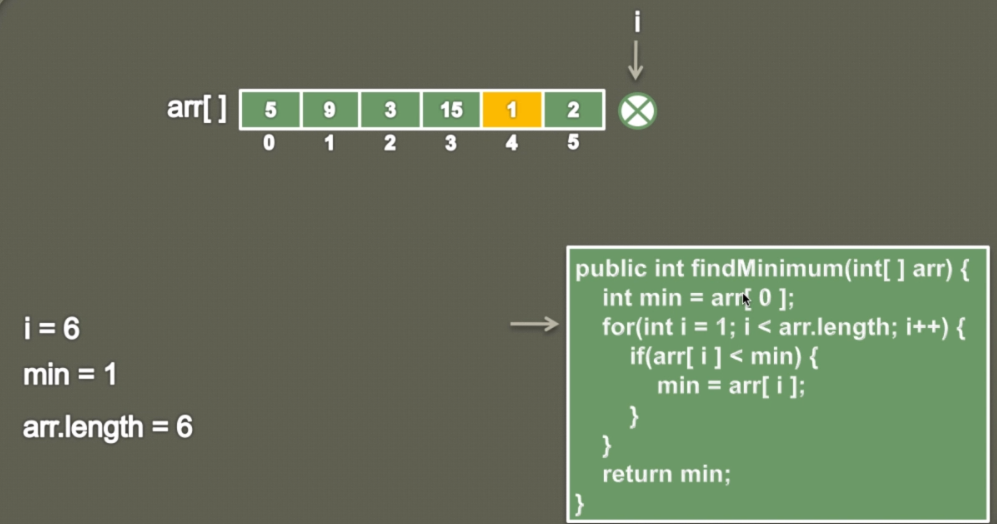 i
arr[ ] 5 9 3 15 1 2
0 1 2 3 4 5
i = 6
min = 1
arr.length = 6
public int findMinimum(int[ ] arr) {
int min = arr[ 0 ];
for(int i = 1; i < arr.length; i++) {
if(arr[ i ] < min) {
min = arr[ i ];
}
}
return min;
}